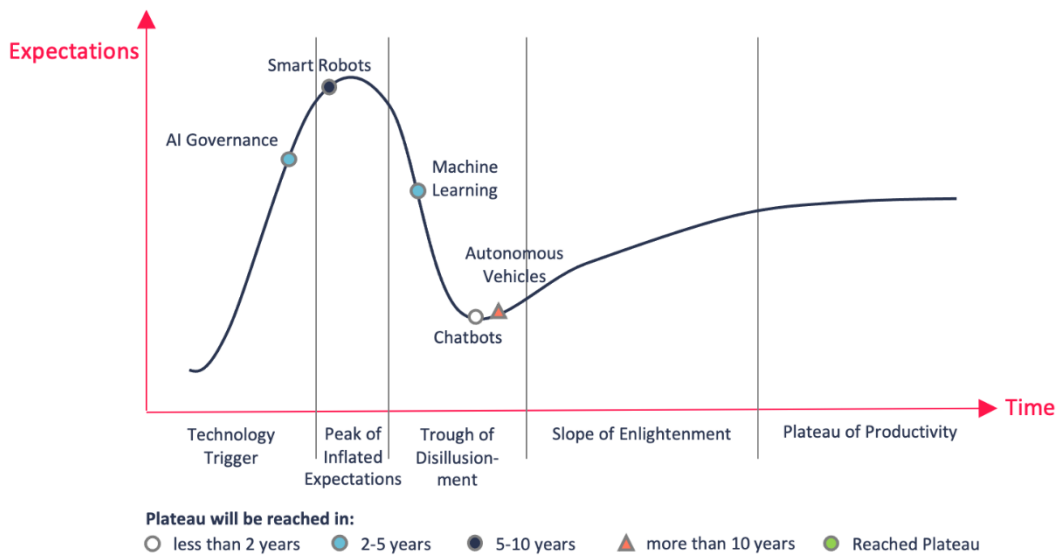 Expectations
Smart Robots
AI Governance
Machine
Learning
Autonomous
Vehicles
Chatbots
Time
Technology
Trigger
Peak of
Inflated
Expectations
Trough of
Disillusion-
ment
Slope of Enlightenment
Plateau of Productivity
Plateau will be reached in:
less than 2 years
2-5 years
5-10 years
more than 10 years
Reached Plateau